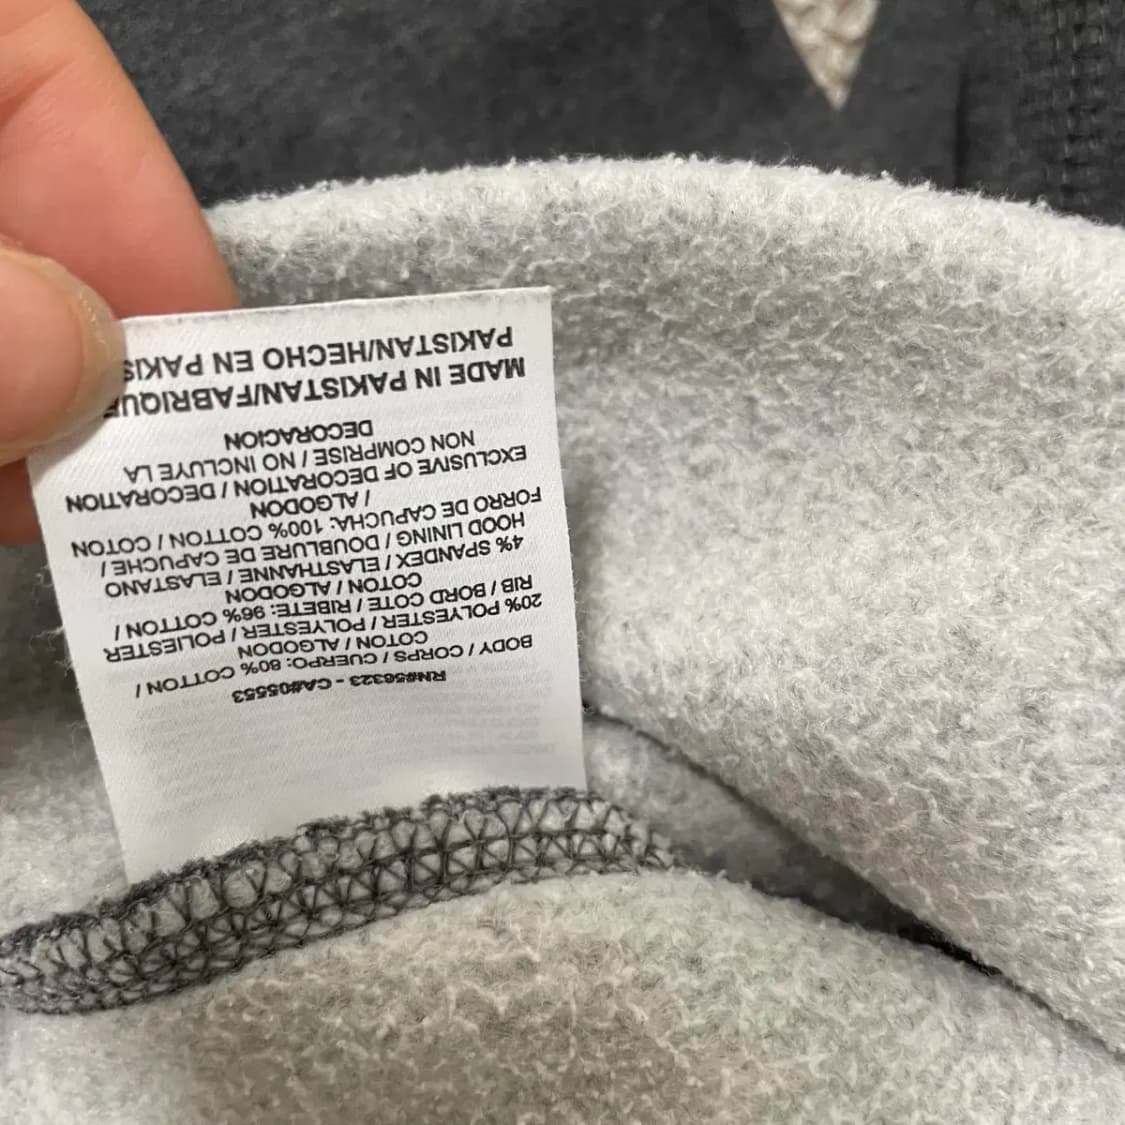 RN#56323 - CA#05553
BODY / CORPS / CUERPO: 80% COTTON /
COTON / ALGODON
20% POLYESTER / POLYESTER / POLIESTER
RIB / BORD COTE / RIBETE: 96% COTTON /
COTON / ALGODON
4% SPANDEX / ELASTHANNE / ELASTANO
HOOD LINING / DOUBLURE DE CAPUCHE /
FORRO DE CAPUCHA: 100% COTTON / COTON
/ ALGODON
EXCLUSIVE OF DECORATION / DECORATION
NON COMPRISE / NO INCLUYE LA
DECORACION
MADE IN PAKISTAN/FABRIQUE
PAKISTAN/HECHO EN PAKIS